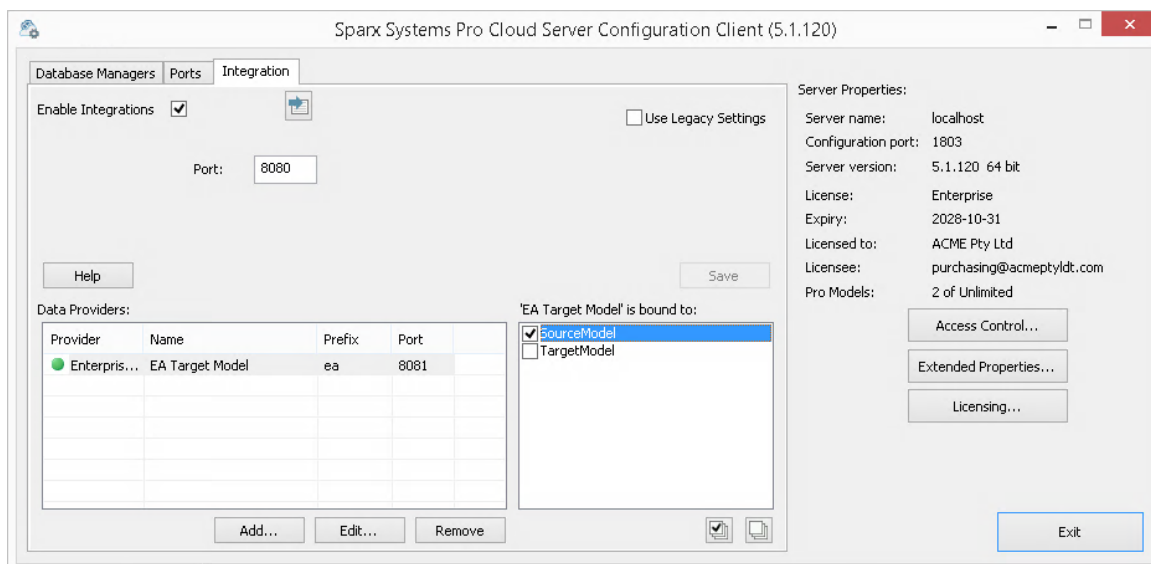 Sparx Systems Pro Cloud Server Configuration Client (5.1.120)
Database Managers Ports Integration
Enable Integrations
Use Legacy Settings
Port: 8080
Help
Save
Data Providers:
Provider Name Prefix Port
Enterpris... EA Target Model ea 8081
Add... Edit... Remove
'EA Target Model' is bound to:
SourceModel
TargetModel
Server Properties:
Server name: localhost
Configuration port: 1803
Server version: 5.1.120 64 bit
License: Enterprise
Expiry: 2028-10-31
Licensed to: ACME Pty Ltd
Licensee: purchasing@acmeptyldt.com
Pro Models: 2 of Unlimited
Access Control...
Extended Properties...
Licensing...
Exit